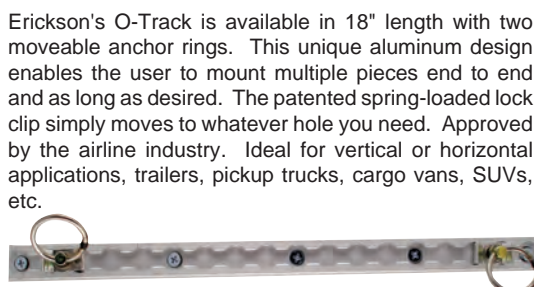 Erickson's O-Track is available in 18" length with two
moveable anchor rings.  This unique aluminum design
enables the user to mount multiple pieces end to end
and as long as desired.  The patented spring-loaded lock
clip simply moves to whatever hole you need.  Approved
by the airline industry.  Ideal for vertical or horizontal
applications, trailers, pickup trucks, cargo vans, SUVs,
etc.